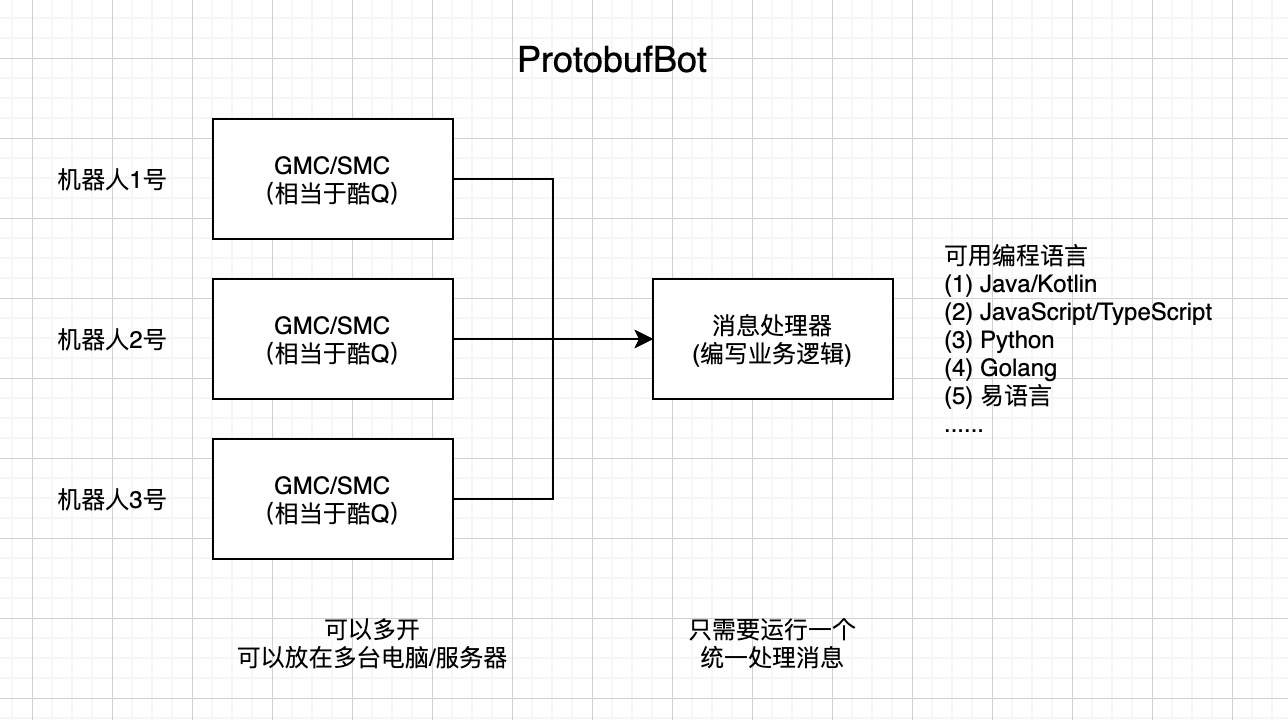 ProtobufBot
机器人1号
GMC/SMC
（相当于酷Q）
机器人2号
GMC/SMC
（相当于酷Q）
机器人3号
GMC/SMC
（相当于酷Q）
消息处理器
(编写业务逻辑)
可用编程语言
(1) Java/Kotlin
(2) JavaScript/TypeScript
(3) Python
(4) Golang
(5) 易语言
......
可以多开
可以放在多台电脑/服务器
只需要运行一个
统一处理消息